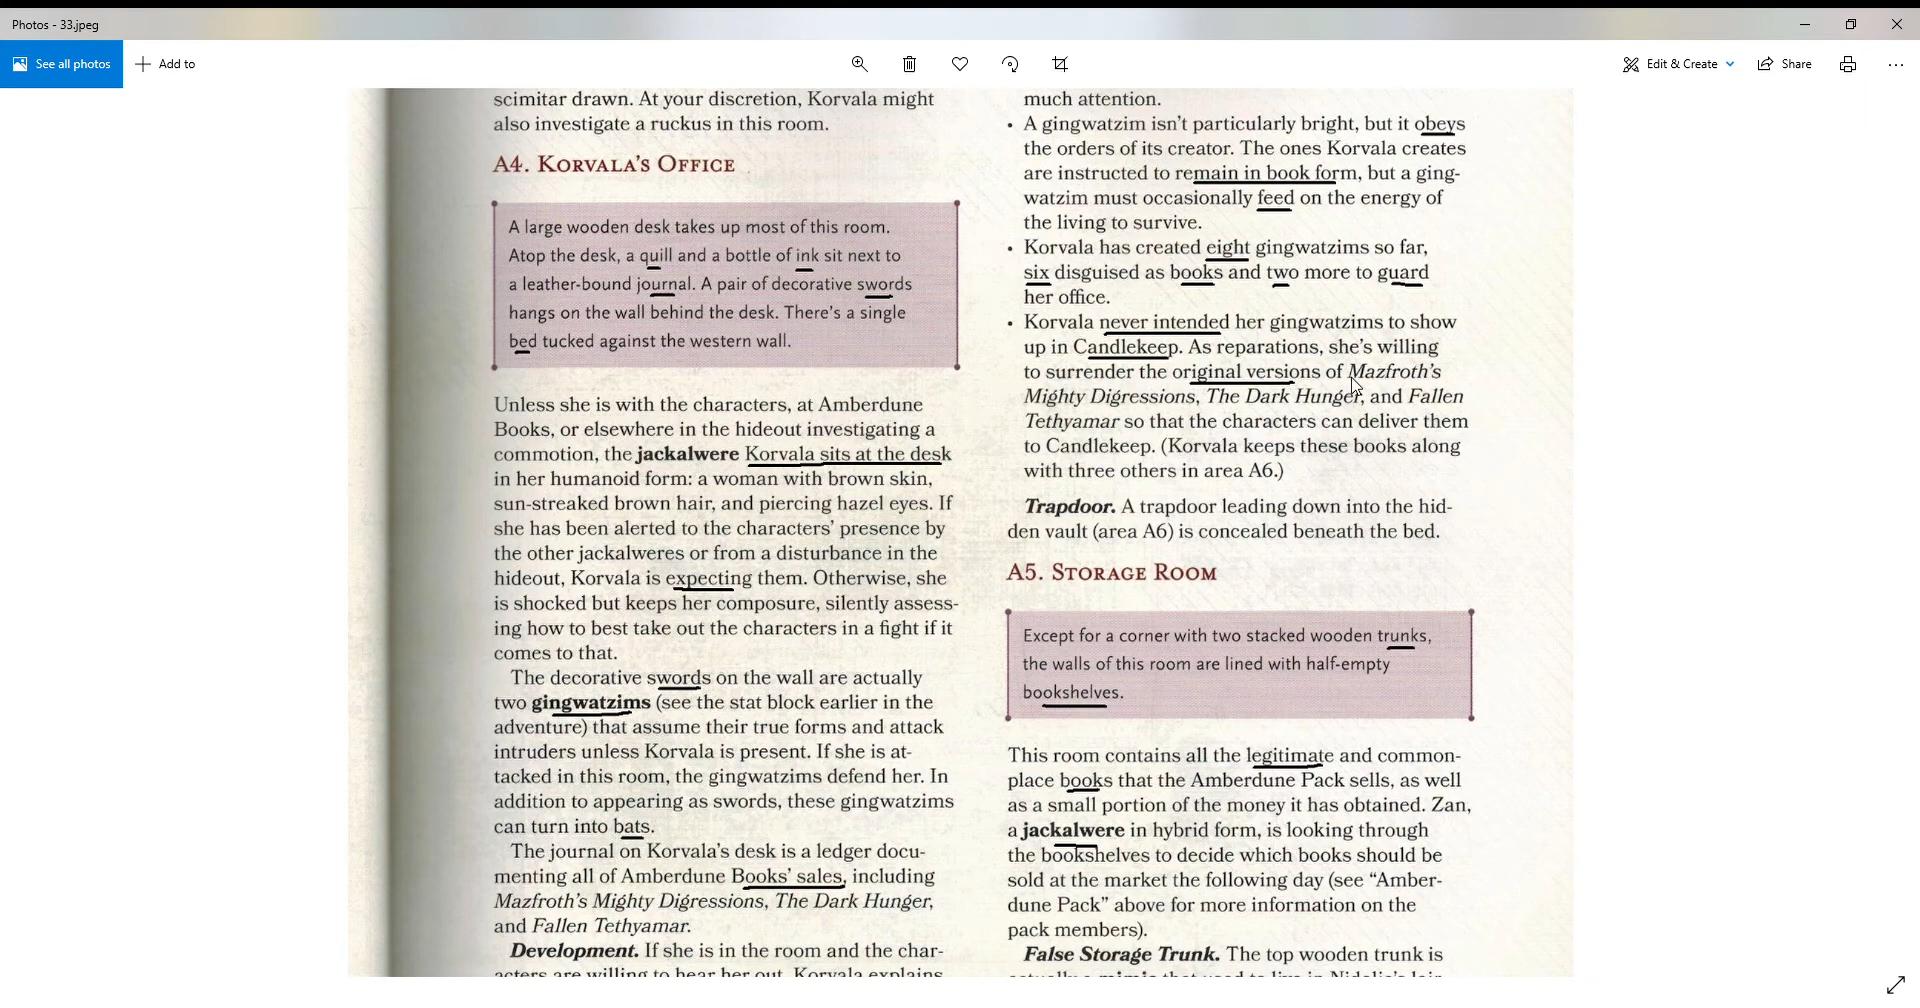 Photos - 33.jpeg
See all photos
Add to
Edit & Create
Share
scimitar drawn. At your discretion, Korvala might
also investigate a ruckus in this room.
A4. Korvala's Office
A large wooden desk takes up most of this room.
Atop the desk, a quill and a bottle of ink sit next to
a leather-bound journal. A pair of decorative swords
hangs on the wall behind the desk. There's a single
bed tucked against the western wall.
Unless she is with the characters, at Amberdune
Books, or elsewhere in the hideout investigating a
commotion, the jackalwere Korvala sits at the desk
in her humanoid form: a woman with brown skin,
sun-streaked brown hair, and piercing hazel eyes. If
she has been alerted to the characters' presence by
the other jackalweres or from a disturbance in the
hideout, Korvala is expecting them. Otherwise, she
is shocked but keeps her composure, silently assess-
ing how to best take out the characters in a fight if it
comes to that.
The decorative swords on the wall are actually
two gingwatzims (see the stat block earlier in the
adventure) that assume their true forms and attack
intruders unless Korvala is present. If she is at-
tacked in this room, the gingwatzims defend her. In
addition to appearing as swords, these gingwatzims
can turn into bats.
The journal on Korvala's desk is a ledger docu-
menting all of Amberdune Books' sales, including
Mazfroth's Mighty Digressions, The Dark Hunger,
and Fallen Tethyamar.
Development. If she is in the room and the char-
acters are willing to hear her out, Korvala explains
much attention.
• A gingwatzim isn't particularly bright, but it obeys
the orders of its creator. The ones Korvala creates
are instructed to remain in book form, but a ging-
watzim must occasionally feed on the energy of
the living to survive.
• Korvala has created eight gingwatzims so far,
six disguised as books and two more to guard
her office.
• Korvala never intended her gingwatzims to show
up in Candlekeep. As reparations, she's willing
to surrender the original versions of Mazfroth's
Mighty Digressions, The Dark Hunger, and Fallen
Tethyamar so that the characters can deliver them
to Candlekeep. (Korvala keeps these books along
with three others in area A6.)
Trapdoor. A trapdoor leading down into the hid-
den vault (area A6) is concealed beneath the bed.
A5. Storage Room
Except for a corner with two stacked wooden trunks,
the walls of this room are lined with half-empty
bookshelves.
This room contains all the legitimate and common-
place books that the Amberdune Pack sells, as well
as a small portion of the money it has obtained. Zan,
a jackalwere in hybrid form, is looking through
the bookshelves to decide which books should be
sold at the market the following day (see "Amber-
dune Pack" above for more information on the
pack members).
False Storage Trunk. The top wooden trunk is
actually a mimic that used to live in Nidalia's lair